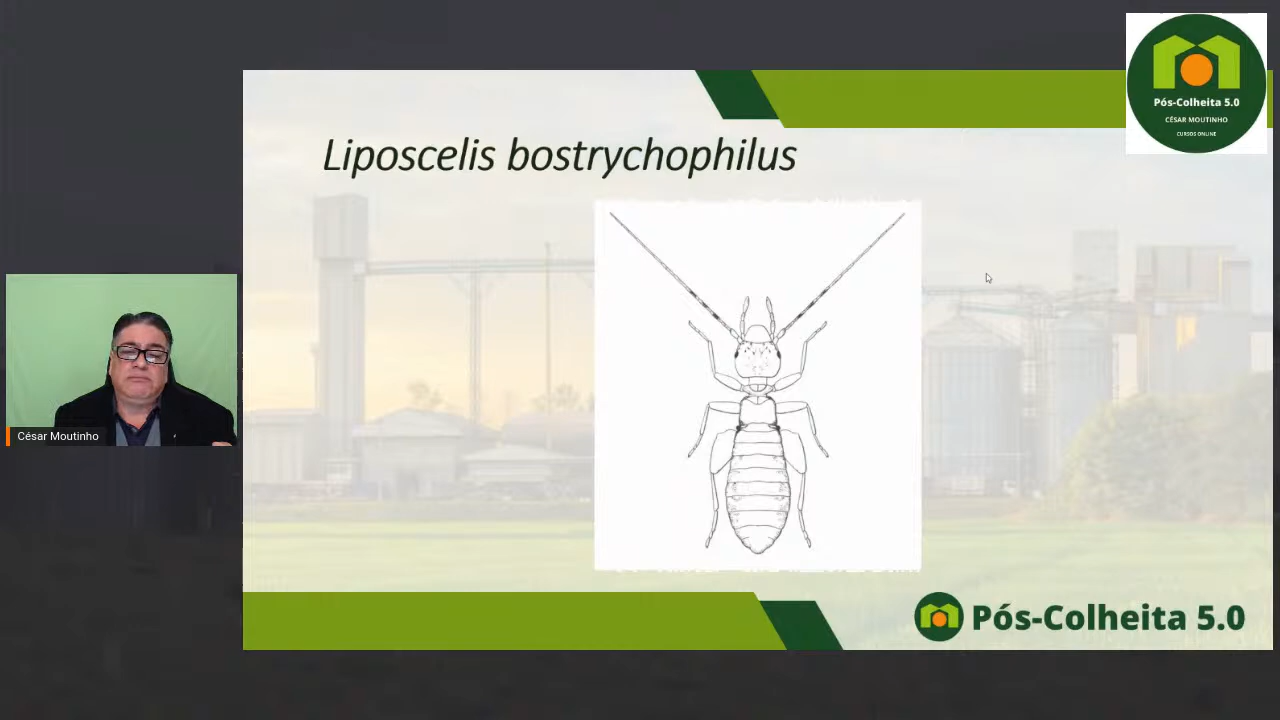 Pós-Colheita 5.0
CÉSAR MOUTINHO
CURSOS ONLINE
Liposcelis bostrychophilus
César Moutinho
Pós-Colheita 5.0